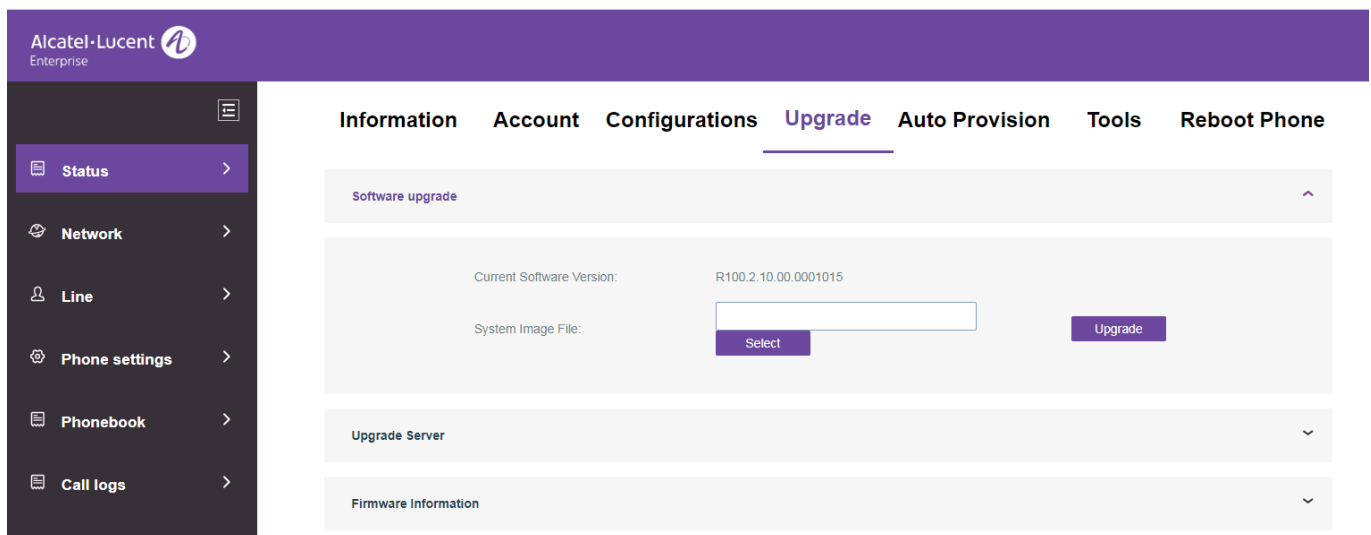 Alcatel·Lucent
Enterprise
Information Account Configurations Upgrade Auto Provision Tools Reboot Phone
Status
Network
Line
Phone settings
Phonebook
Call logs
Software upgrade
Current Software Version: R100.2.10.00.0001015
System Image File:
Select
Upgrade
Upgrade Server
Firmware Information